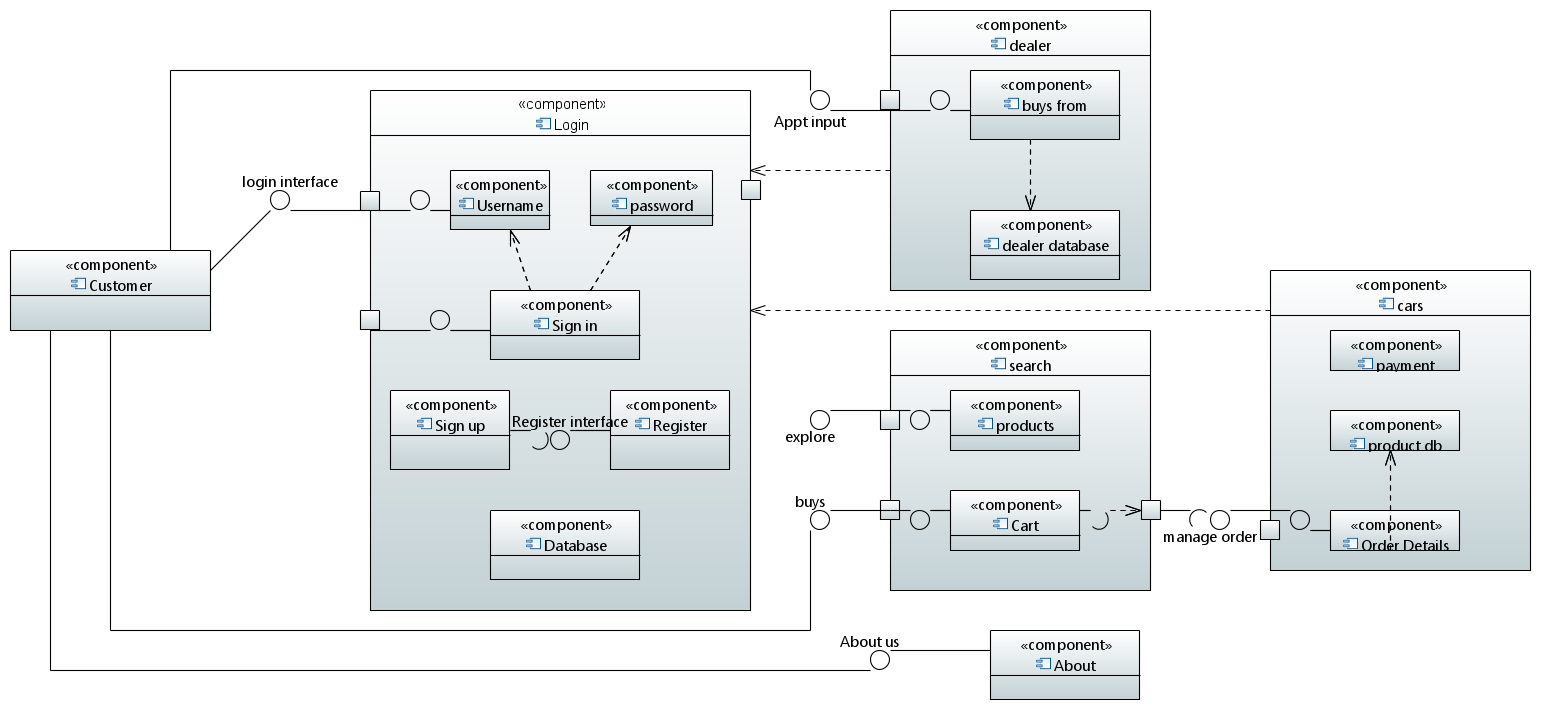 «component»
dealer
«component»
buys from
Appt input
«component»
Login
login interface
«component»
Username
«component»
password
«component»
dealer database
«component»
Customer
«component»
Sign in
«component»
cars
«component»
payment
«component»
search
«component»
Sign up
Register interface
«component»
Register
explore
«component»
products
«component»
product db
buys
«component»
Cart
manage order
«component»
Order Details
«component»
Database
About us
«component»
About